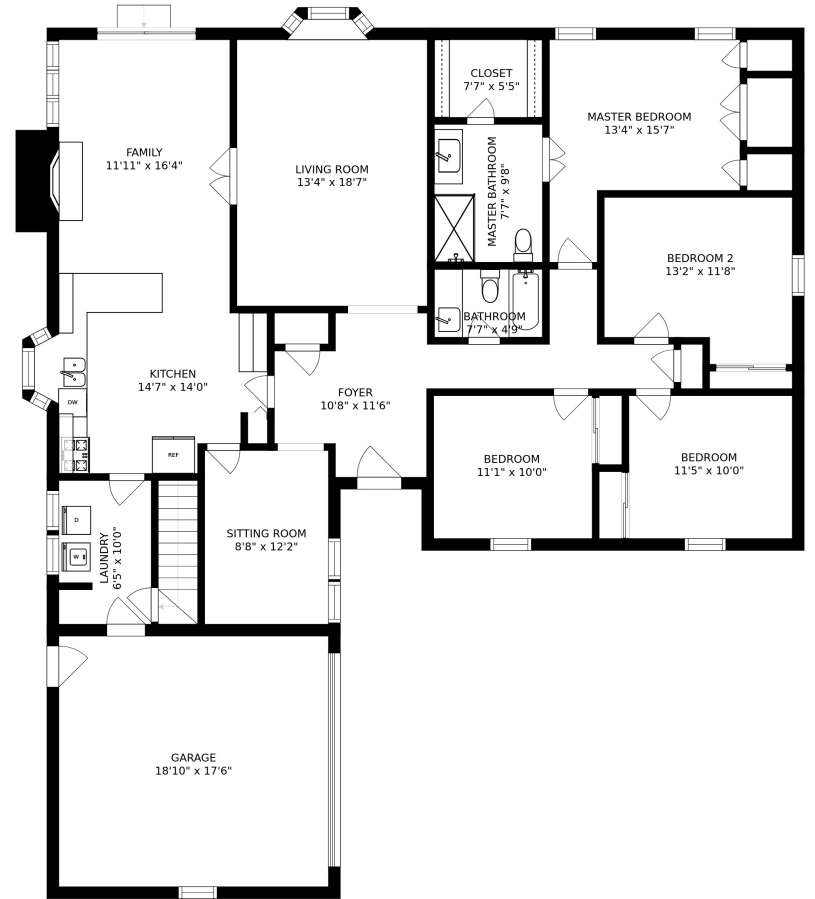 CLOSET
7'7" x 5'5"
MASTER BEDROOM
13'4" x 15'7"
FAMILY
11'11" x 16'4"
LIVING ROOM
13'4" x 18'7"
MASTER BATHROOM
7'7" x 9'8"
BEDROOM 2
13'2" x 11'8"
BATHROOM
7'7" x 4'9"
KITCHEN
14'7" x 14'0"
DW
FOYER
10'8" x 11'6"
REF
BEDROOM
11'1" x 10'0"
BEDROOM
11'5" x 10'0"
D
W
LAUNDRY
6'5" x 10'0"
SITTING ROOM
8'8" x 12'2"
GARAGE
18'10" x 17'6"